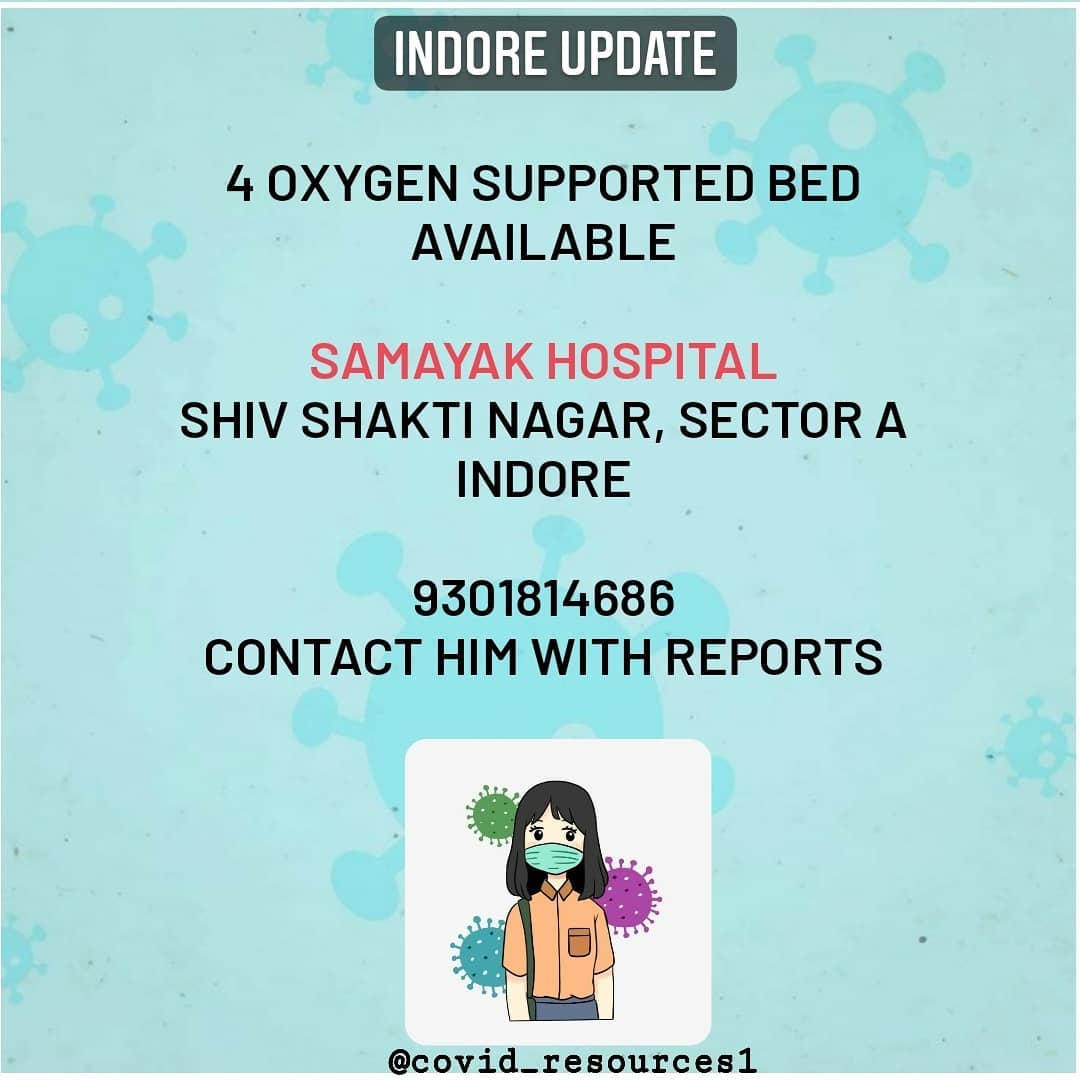 INDORE UPDATE
4 OXYGEN SUPPORTED BED
AVAILABLE
SAMAYAK HOSPITAL
SHIV SHAKTI NAGAR, SECTOR A
INDORE
9301814686
CONTACT HIM WITH REPORTS
@covid_resources1